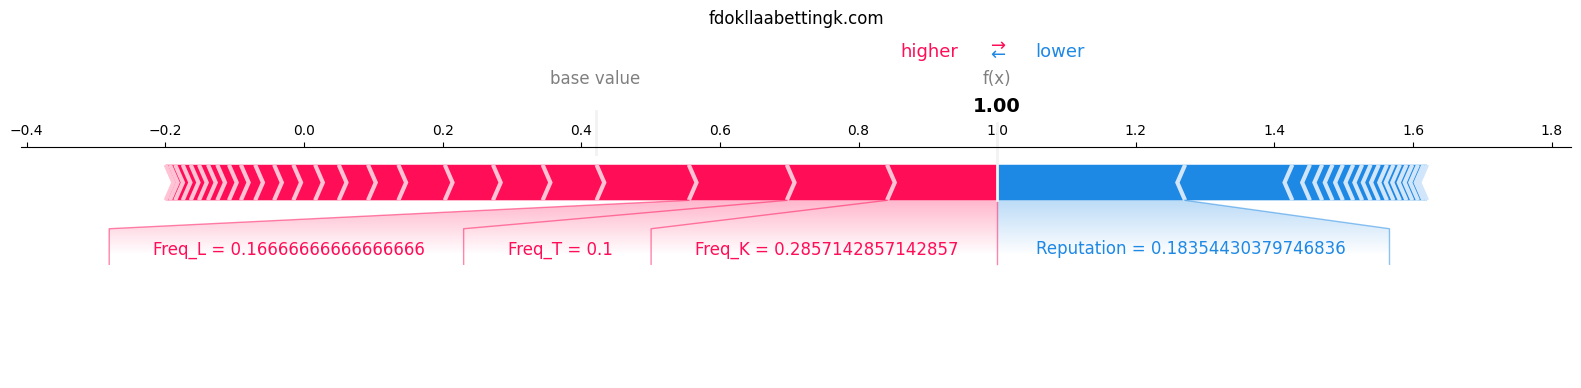 fdokllaabettingk.com
higher → ← lower
base value f(x)
1.00
−0.4 −0.2 0.0 0.2 0.4 0.6 0.8 1.0 1.2 1.4 1.6 1.8
Freq_L = 0.16666666666666666 Freq_T = 0.1 Freq_K = 0.2857142857142857 Reputation = 0.18354430379746836